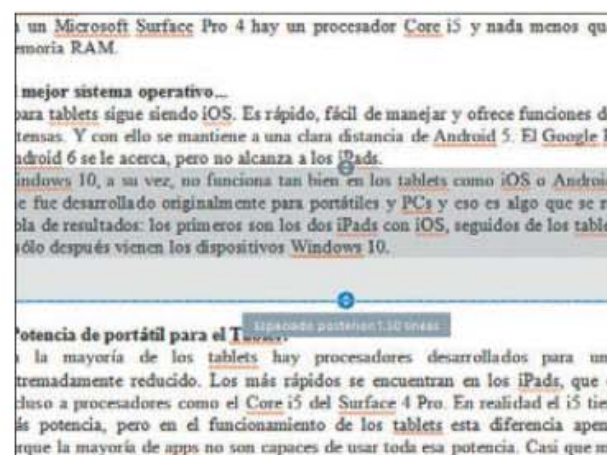 un Microsoft Surface Pro 4 hay un procesador Core i5 y nada menos qu
emoria RAM.
mejor sistema operativo...
para tablets sigue siendo iOS. Es rápido, fácil de manejar y ofrece funciones d
tensas. Y con ello se mantiene a una clara distancia de Android 5. El Google
ndroid 6 se le acerca, pero no alcanza a los iPads.
indows 10, a su vez, no funciona tan bien en los tablets como iOS o Androi
e fue desarrollado originalmente para portátiles y PCs y eso es algo que se r
bla de resultados: los primeros son los dos iPads con iOS, seguidos de los table
sólo después vienen los dispositivos Windows 10.
Espaciado posterior: 1.50 líneas
Potencia de portátil para el
la mayoría de los tablets hay procesadores desarrollados para un
tremadamente reducido. Los más rápidos se encuentran en los iPads, que
cluso a procesadores como el Core i5 del Surface 4 Pro. En realidad el i5 tie
ás potencia, pero en el funcionamiento de los tablets esta diferencia apen
rque la mayoría de apps no son capaces de usar toda esa potencia. Casi que m